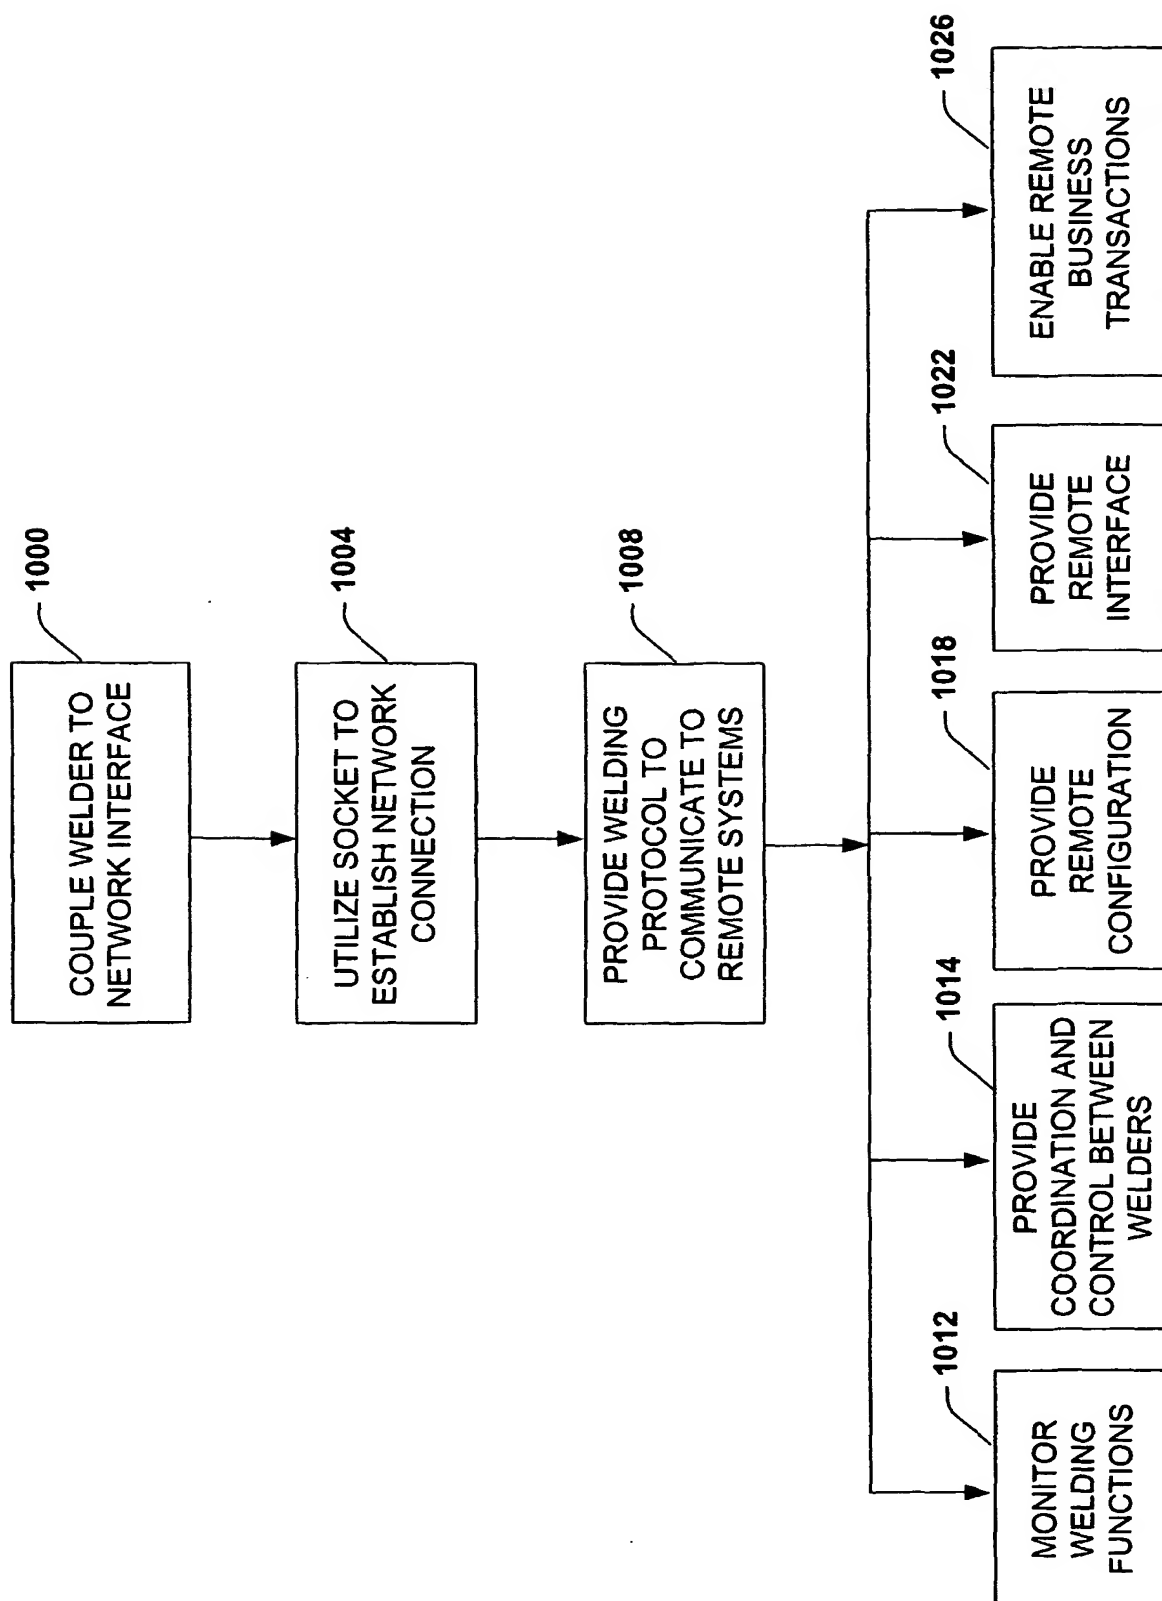 1000
COUPLE WELDER TO
NETWORK INTERFACE
1004
UTILIZE SOCKET TO
ESTABLISH NETWORK
CONNECTION
1008
PROVIDE WELDING
PROTOCOL TO
COMMUNICATE TO
REMOTE SYSTEMS
1012
MONITOR
WELDING
FUNCTIONS
1014
PROVIDE
COORDINATION AND
CONTROL BETWEEN
WELDERS
1018
PROVIDE
REMOTE
CONFIGURATION
1022
PROVIDE
REMOTE
INTERFACE
1026
ENABLE REMOTE
BUSINESS
TRANSACTIONS